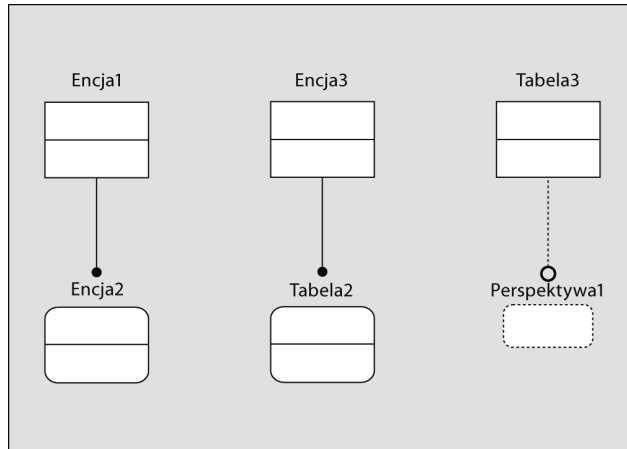 Encja1
Encja3
Tabela3
Encja2
Tabela2
Perspektywa1